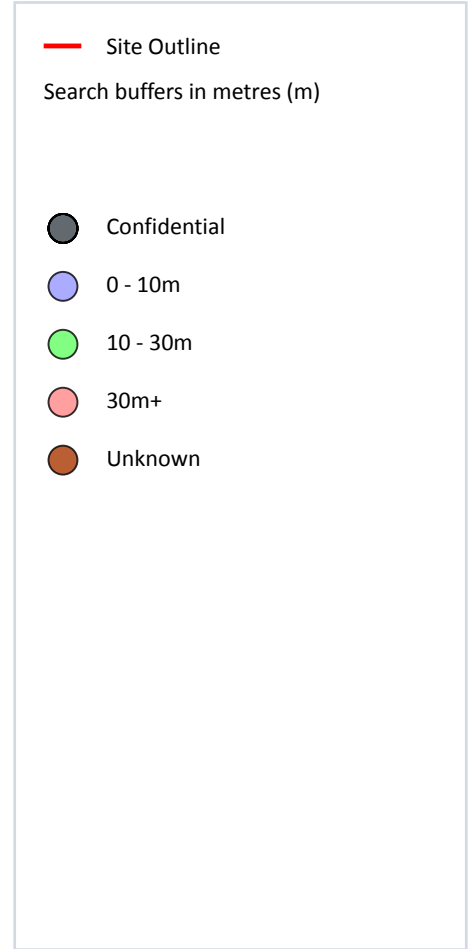 Site Outline
Search buffers in metres (m)
Confidential
0 - 10m
10 - 30m
30m+
Unknown